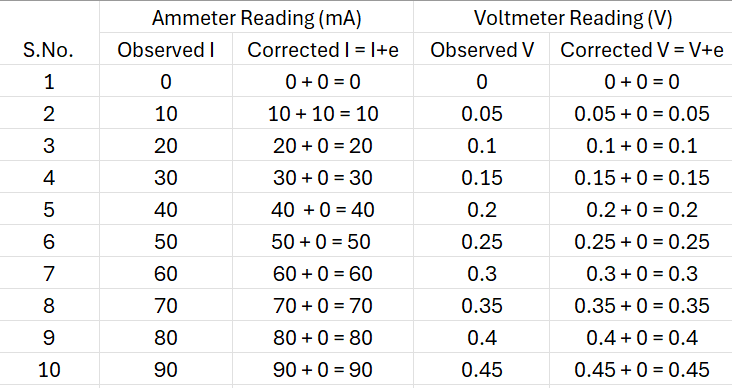 Ammeter Reading (mA) Voltmeter Reading (V)
S.No. Observed I Corrected I = I+e Observed V Corrected V = V+e
1 0 0 + 0 = 0 0 0 + 0 = 0
2 10 10 + 10 = 10 0.05 0.05 + 0 = 0.05
3 20 20 + 0 = 20 0.1 0.1 + 0 = 0.1
4 30 30 + 0 = 30 0.15 0.15 + 0 = 0.15
5 40 40 + 0 = 40 0.2 0.2 + 0 = 0.2
6 50 50 + 0 = 50 0.25 0.25 + 0 = 0.25
7 60 60 + 0 = 60 0.3 0.3 + 0 = 0.3
8 70 70 + 0 = 70 0.35 0.35 + 0 = 0.35
9 80 80 + 0 = 80 0.4 0.4 + 0 = 0.4
10 90 90 + 0 = 90 0.45 0.45 + 0 = 0.45